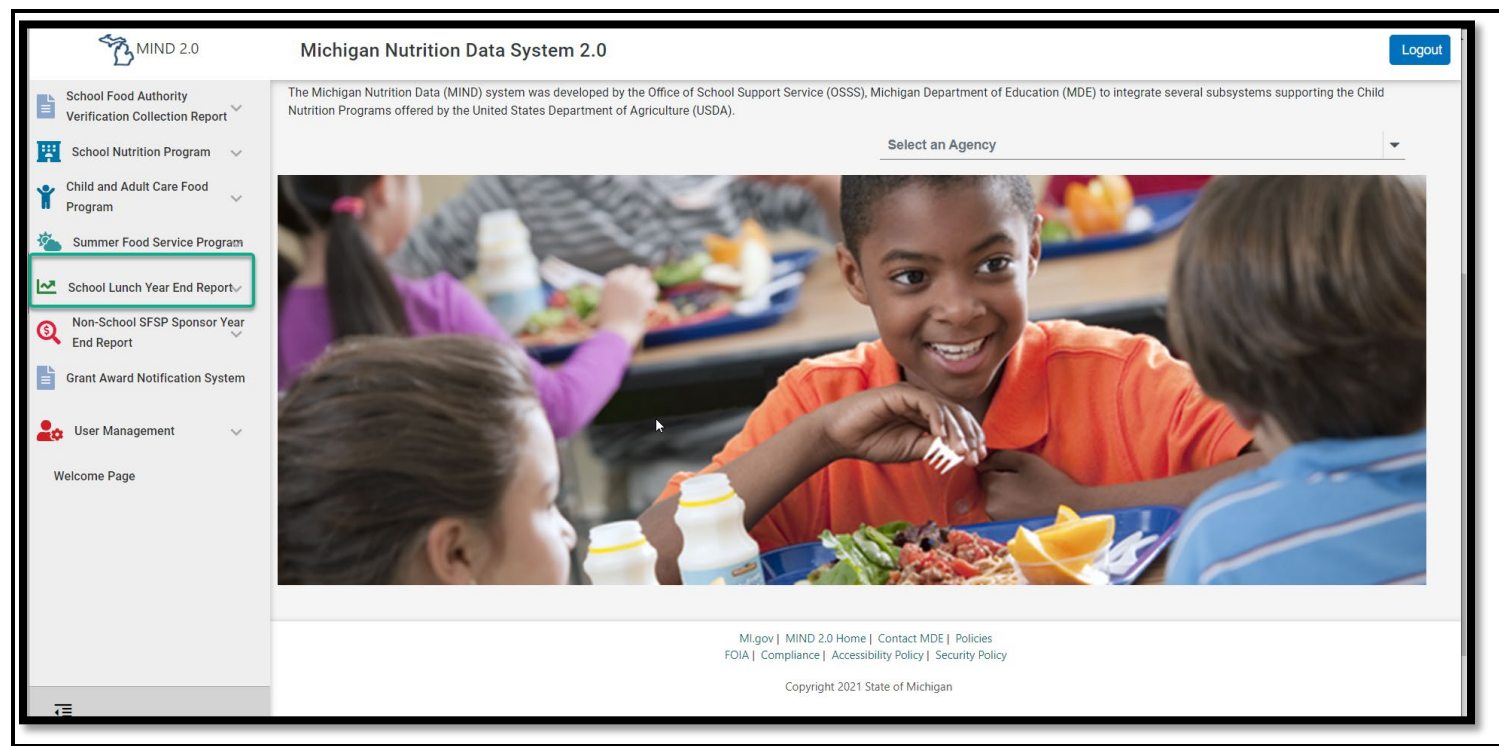 MIND 2.0
Michigan Nutrition Data System 2.0
Logout
School Food Authority
Verification Collection Report
School Nutrition Program
Child and Adult Care Food
Program
Summer Food Service Program
School Lunch Year End Report
Non-School SFSP Sponsor Year
End Report
Grant Award Notification System
User Management
Welcome Page
The Michigan Nutrition Data (MIND) system was developed by the Office of School Support Service (OSSS), Michigan Department of Education (MDE) to integrate several subsystems supporting the Child
Nutrition Programs offered by the United States Department of Agriculture (USDA).
Select an Agency
MI.gov | MIND 2.0 Home | Contact MDE | Policies
FOIA | Compliance | Accessibility Policy | Security Policy
Copyright 2021 State of Michigan